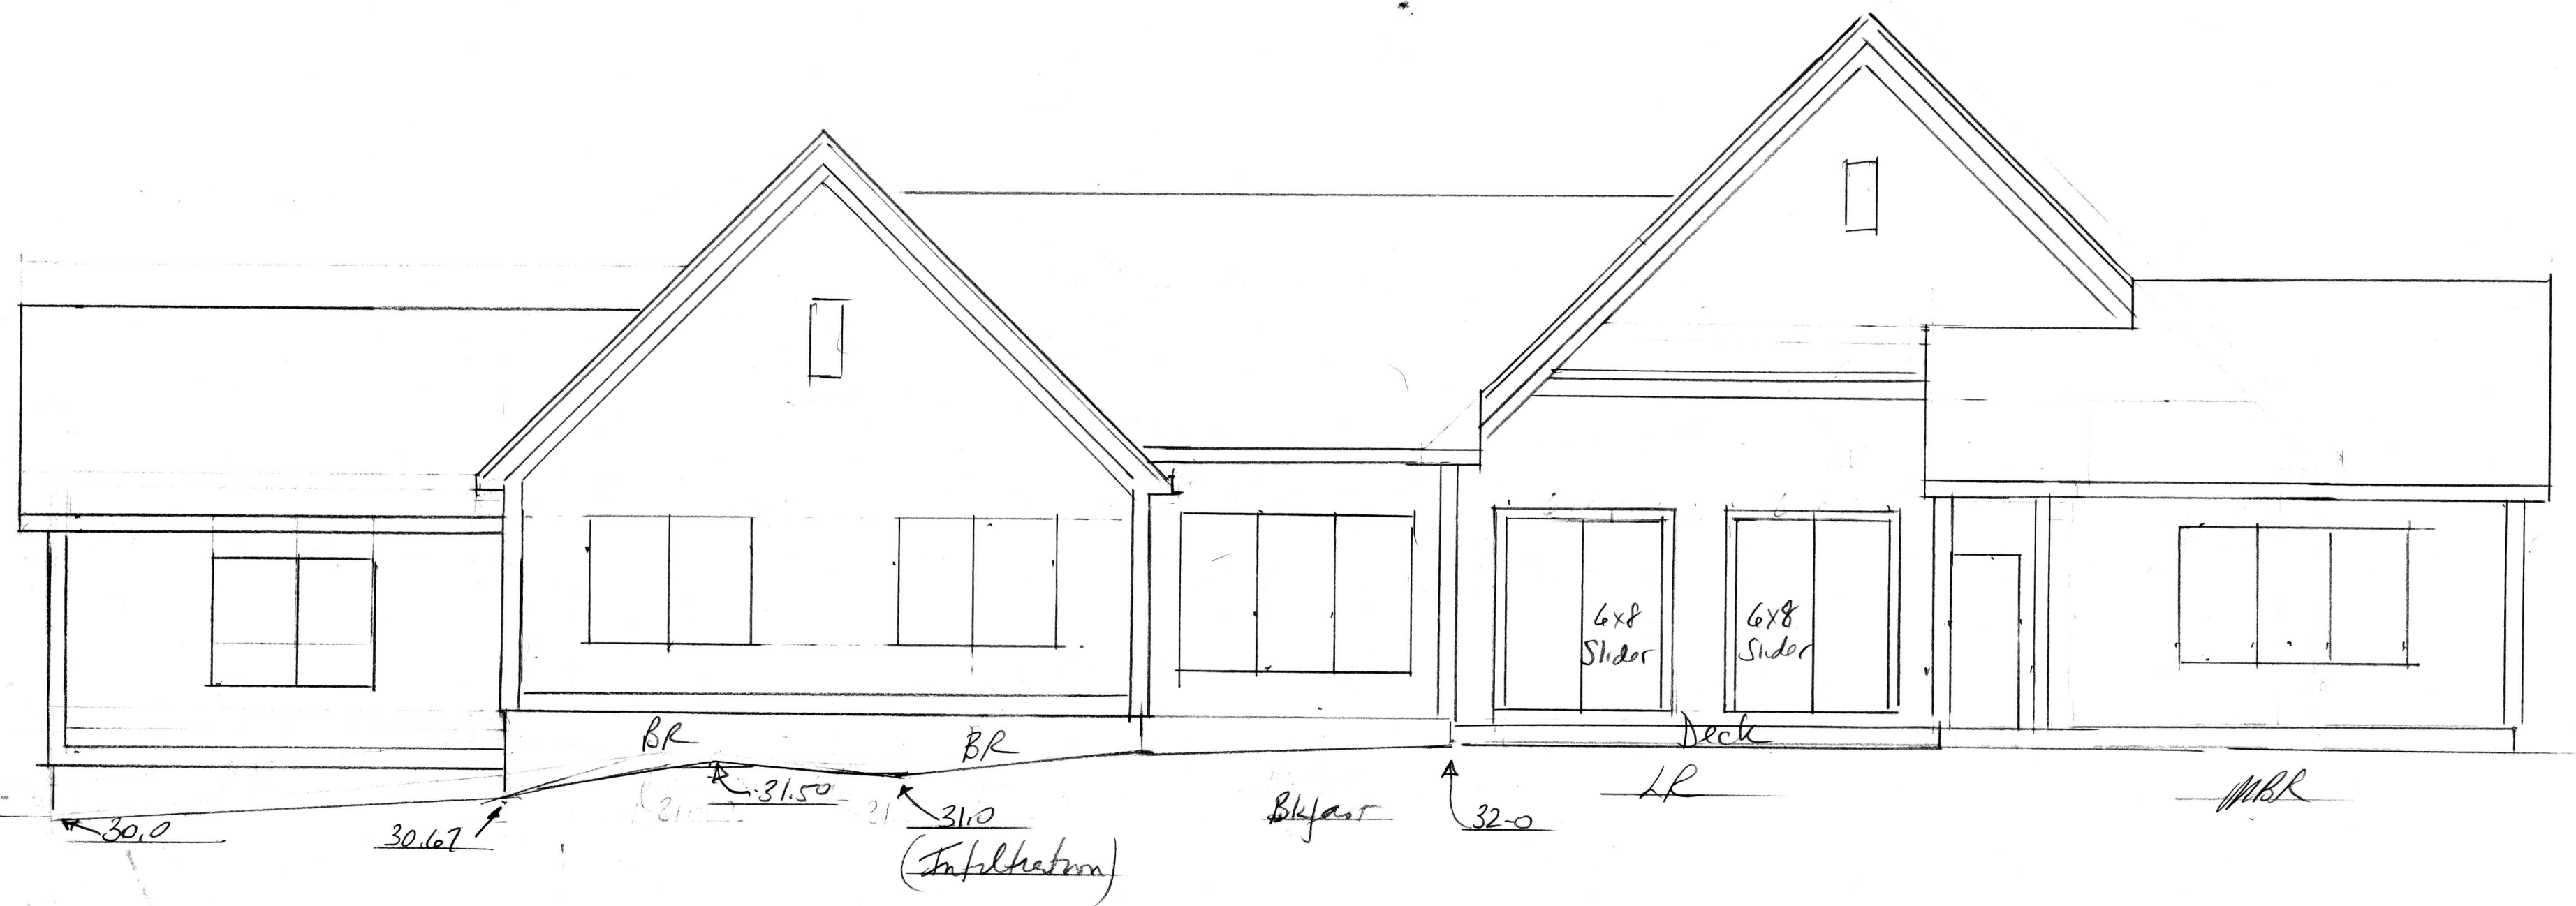 6x8
Slider
6x8
Slider
BR
BR
Deck
31.50
LR
MBR
30.0
30.67
31.0
Bkfast
32-0
(Infiltration)